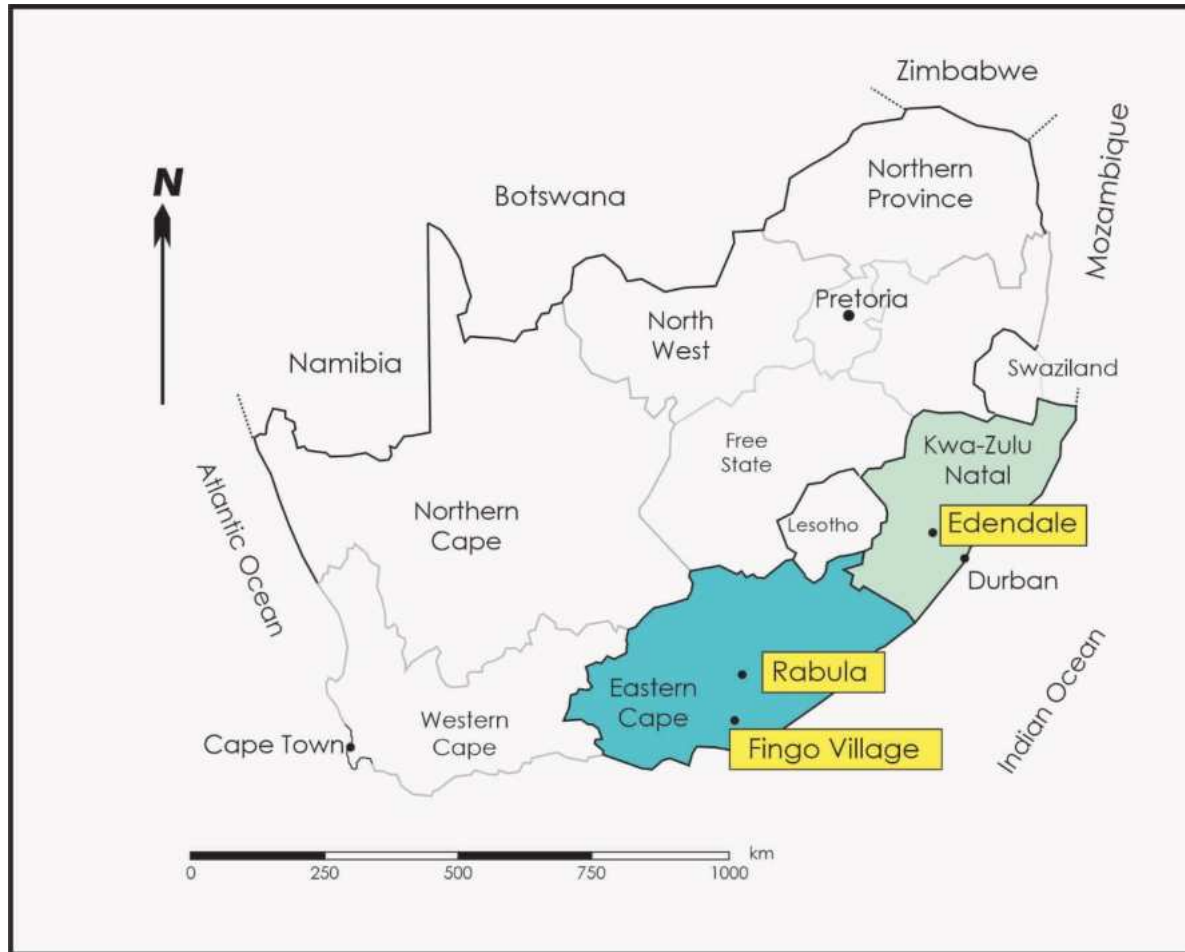 Zimbabwe
Mozambique
Northern
Province
N
Botswana
Pretoria
North
West
Namibia
Swaziland
Free
State
Kwa-Zulu
Natal
Atlantic Ocean
Northern
Cape
Lesotho
Edendale
Durban
Rabula
Eastern
Cape
Indian Ocean
Western
Cape
Cape Town
Fingo Village
km
0
250
500
750
1000